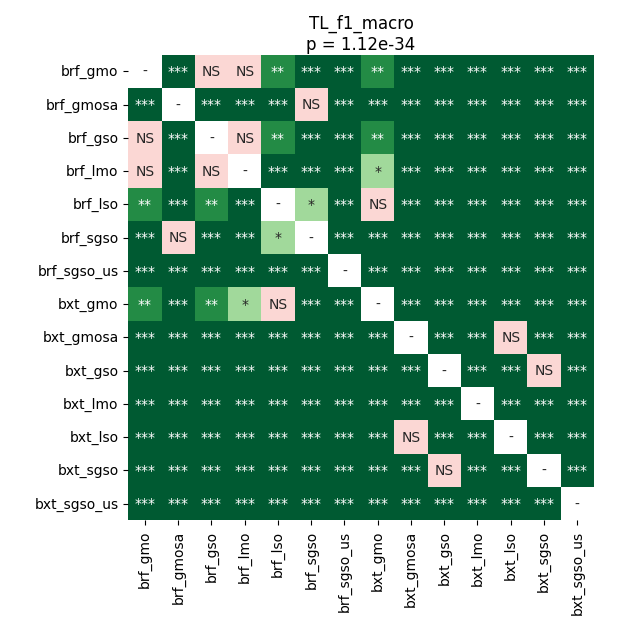 TL_f1_macro
p = 1.12e-34
brf_gmo - *** NS NS ** *** *** ** *** *** *** *** *** ***
brf_gmosa *** - *** *** *** NS *** *** *** *** *** *** *** ***
brf_gso NS *** - NS ** *** *** ** *** *** *** *** *** ***
brf_lmo NS *** NS - *** *** *** * *** *** *** *** *** ***
brf_lso ** *** ** *** - * *** NS *** *** *** *** *** ***
brf_sgso *** NS *** *** * - *** *** *** *** *** *** *** ***
brf_sgso_us *** *** *** *** *** *** - *** *** *** *** *** *** ***
bxt_gmo ** *** ** * NS *** *** - *** *** *** *** *** ***
bxt_gmosa *** *** *** *** *** *** *** *** - *** *** NS *** ***
bxt_gso *** *** *** *** *** *** *** *** *** - *** *** NS ***
bxt_lmo *** *** *** *** *** *** *** *** *** *** - *** *** ***
bxt_lso *** *** *** *** *** *** *** *** NS *** *** - *** ***
bxt_sgso *** *** *** *** *** *** *** *** *** NS *** *** - ***
bxt_sgso_us *** *** *** *** *** *** *** *** *** *** *** *** *** -
brf_gmo brf_gmosa brf_gso brf_lmo brf_lso brf_sgso brf_sgso_us bxt_gmo bxt_gmosa bxt_gso bxt_lmo bxt_lso bxt_sgso bxt_sgso_us